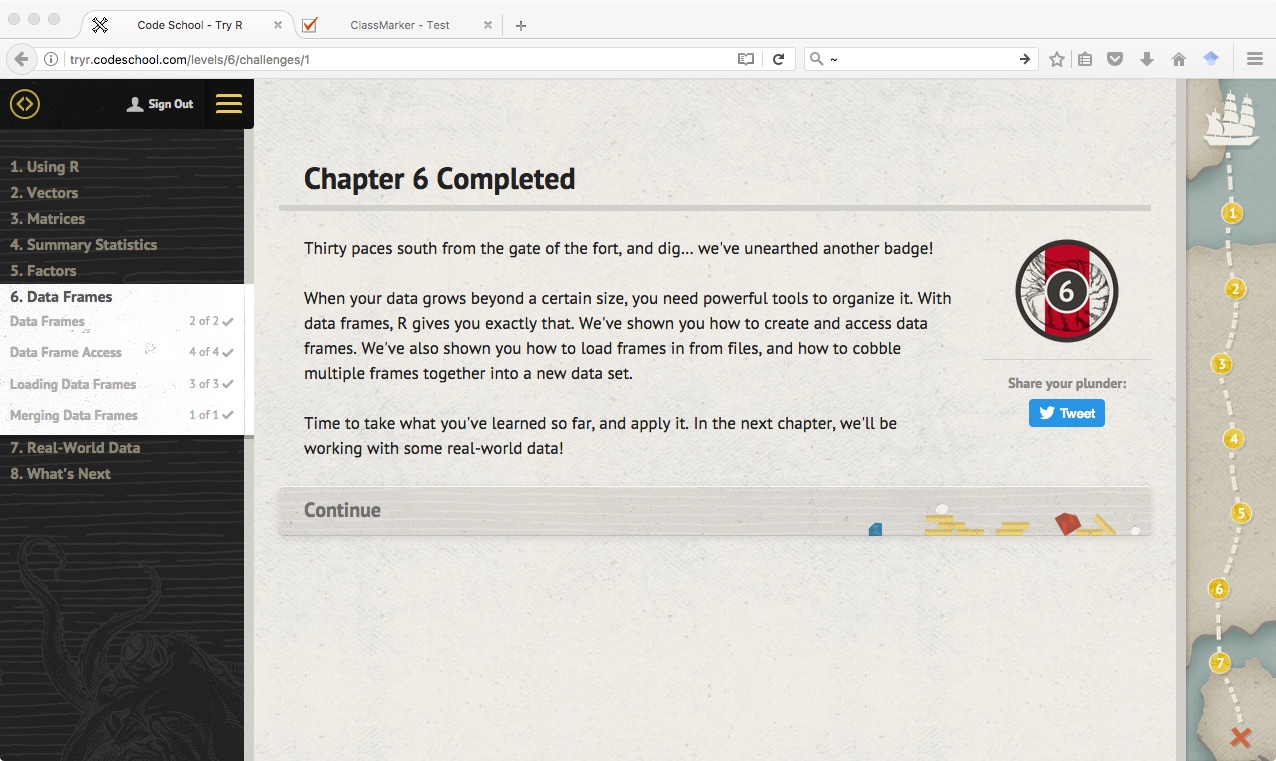 Code School - Try R
ClassMarker - Test
tryr.codeschool.com/levels/6/challenges/1
~
Sign Out
1. Using R
2. Vectors
3. Matrices
4. Summary Statistics
5. Factors
6. Data Frames
Data Frames 2 of 2
Data Frame Access 4 of 4
Loading Data Frames 3 of 3
Merging Data Frames 1 of 1
7. Real-World Data
8. What's Next
Chapter 6 Completed
Thirty paces south from the gate of the fort, and dig... we've unearthed another badge!
When your data grows beyond a certain size, you need powerful tools to organize it. With
data frames, R gives you exactly that. We've shown you how to create and access data
frames. We've also shown you how to load frames in from files, and how to cobble
multiple frames together into a new data set.
Time to take what you've learned so far, and apply it. In the next chapter, we'll be
working with some real-world data!
6
Share your plunder:
Tweet
Continue
1
2
3
4
5
6
7